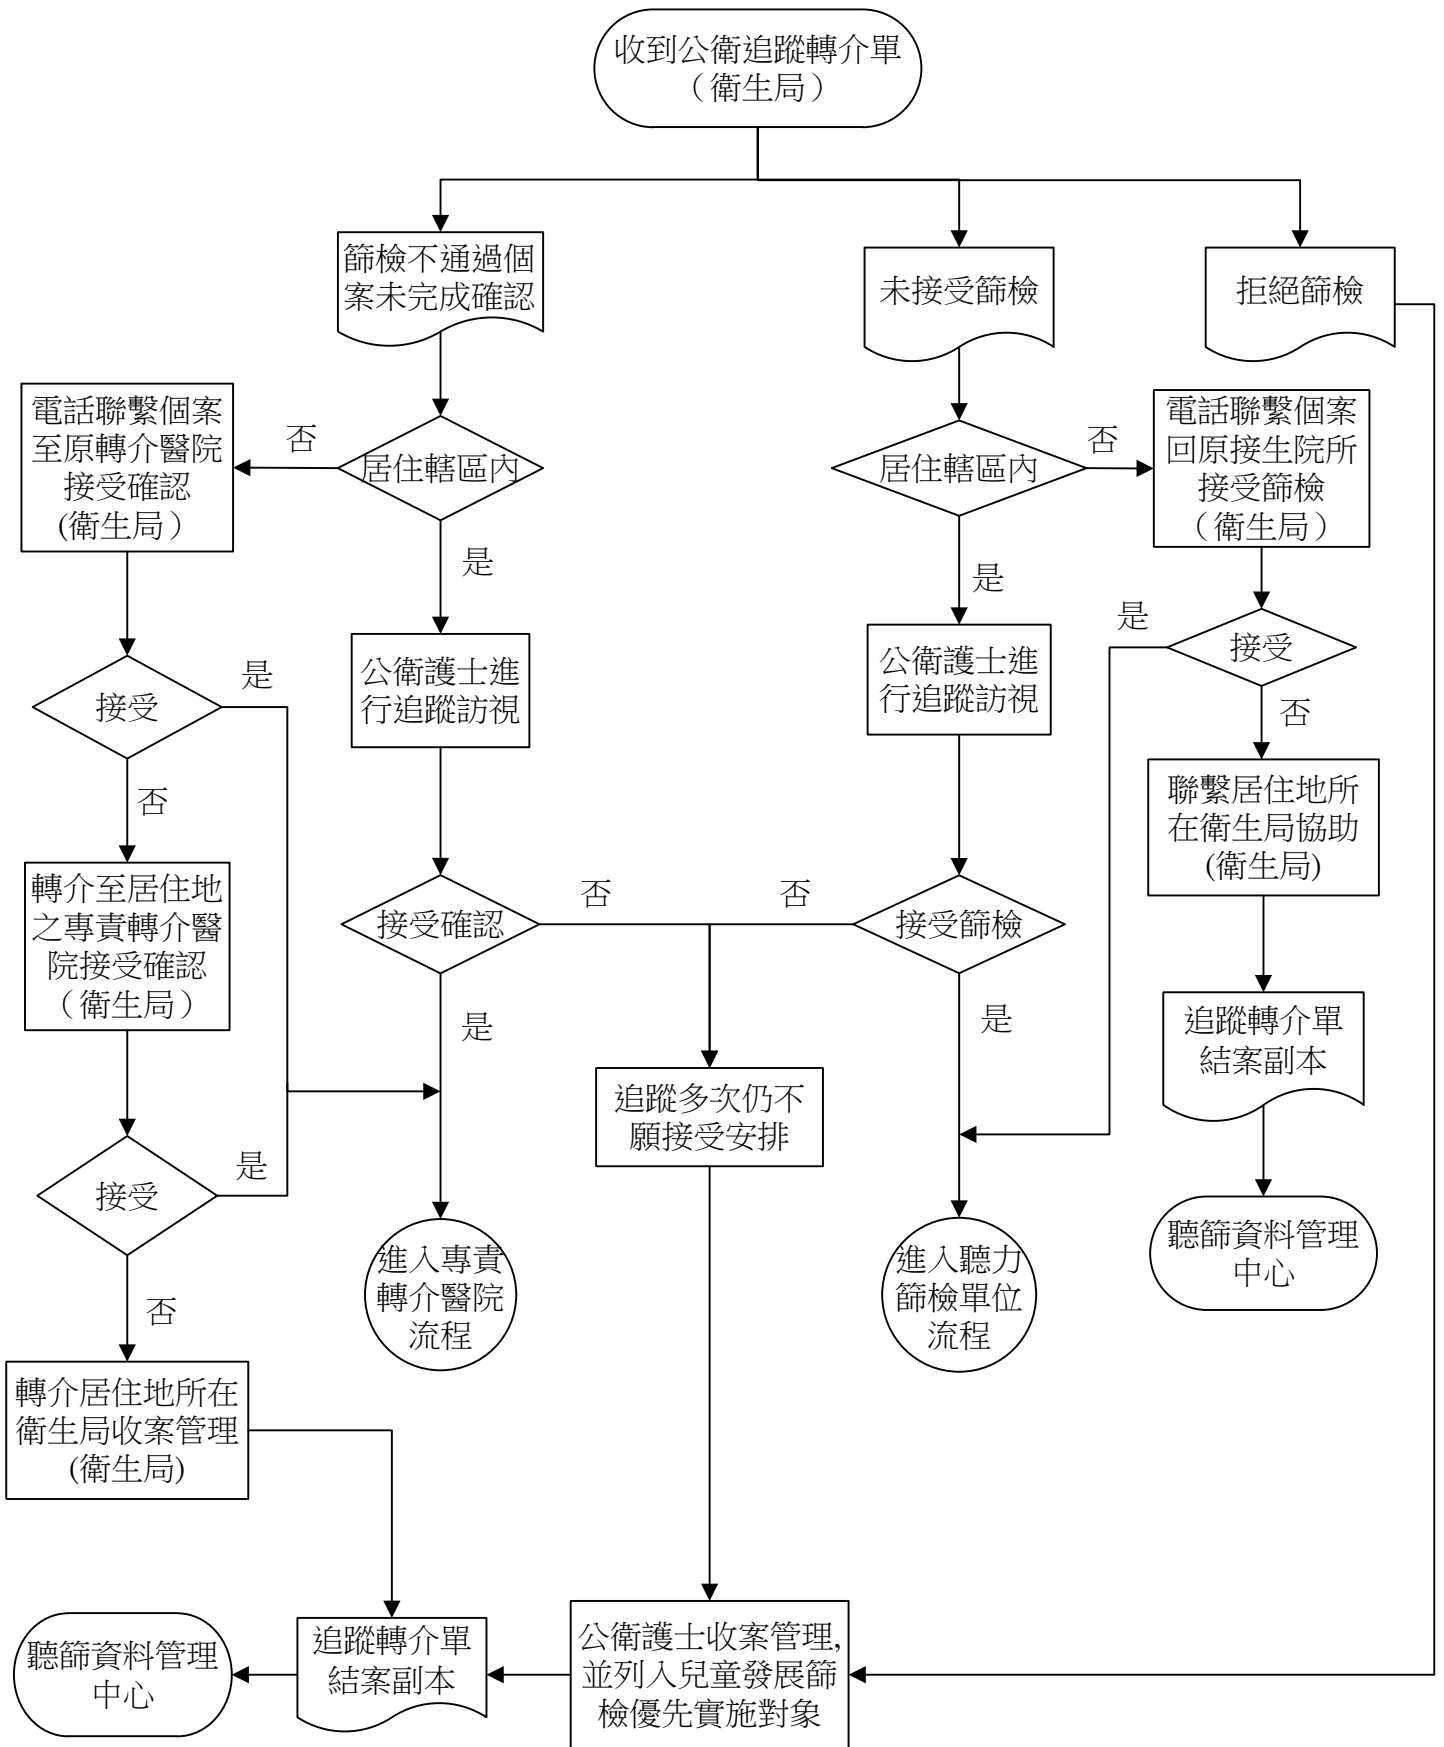 收到公衛追蹤轉介單
（衛生局）
篩檢不通過個
案未完成確認
未接受篩檢
拒絕篩檢
電話聯繫個案
至原轉介醫院
接受確認
(衛生局）
否
居住轄區內
是
居住轄區內
否
是
電話聯繫個案
回原接生院所
接受篩檢
（衛生局）
接受
是
公衛護士進
行追蹤訪視
公衛護士進
行追蹤訪視
是
接受
否
否
聯繫居住地所
在衛生局協助
(衛生局)
轉介至居住地
之專責轉介醫
院接受確認
（衛生局）
接受確認
否
否
接受篩檢
是
是
追蹤轉介單
結案副本
追蹤多次仍不
願接受安排
接受
是
進入專責
轉介醫院
流程
進入聽力
篩檢單位
流程
聽篩資料管理
中心
否
轉介居住地所在
衛生局收案管理
(衛生局)
聽篩資料管理
中心
追蹤轉介單
結案副本
公衛護士收案管理,
並列入兒童發展篩
檢優先實施對象